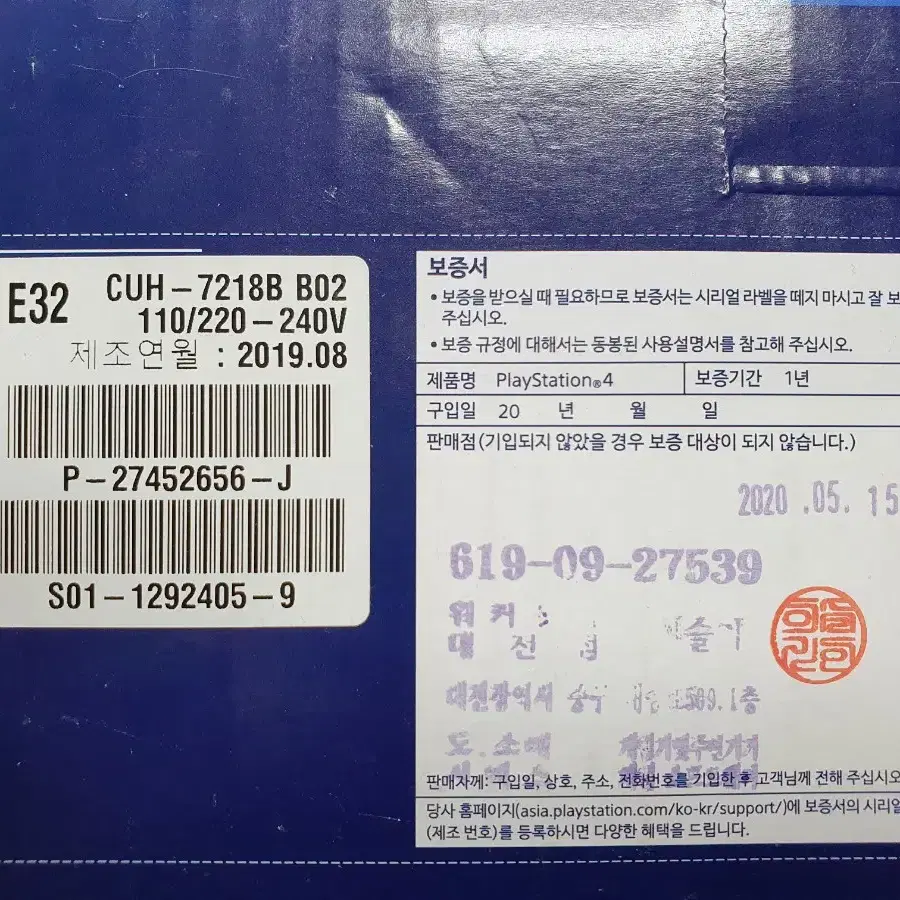 E32
CUH-7218B B02
110/220-240V
제조연월 : 2019.08
P-27452656-J
S01-1292405-9
보증서
• 보증을 받으실 때 필요하므로 보증서는 시리얼 라벨을 떼지 마시고 잘 보
주십시오.
• 보증 규정에 대해서는 동봉된 사용설명서를 참고해 주십시오.
제품명 PlayStation®4 보증기간 1년
구입일 20 년 월 일
판매점(기입되지 않았을 경우 보증 대상이 되지 않습니다.)
2020 .05. 15
619-09-27539
워커
대전
대전광역시 1층
도.소매
판매자께: 구입일, 상호, 주소, 전화번호를 기입한 후 고객님께 전해 주십시오
당사 홈페이지(asia.playstation.com/ko-kr/support/)에 보증서의 시리얼
(제조 번호)를 등록하시면 다양한 혜택을 드립니다.